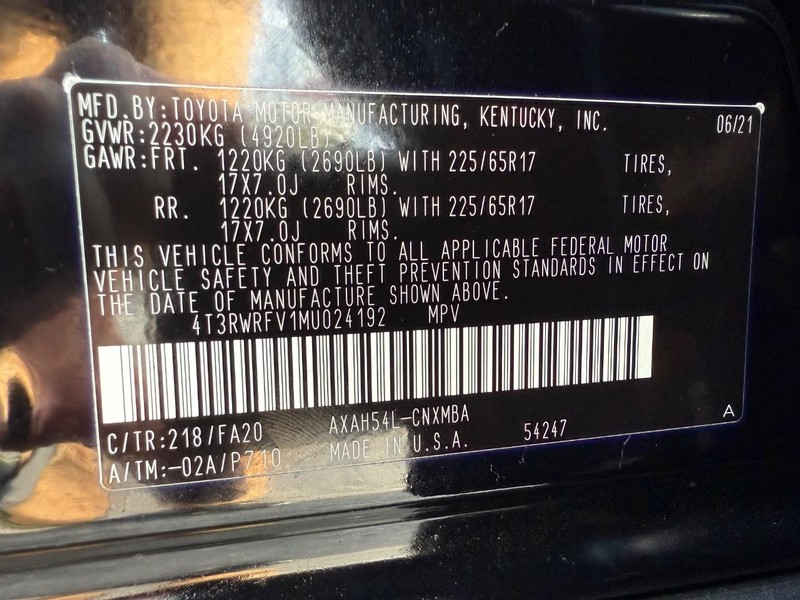 MFD.BY:TOYOTA MOTOR MANUFACTURING, KENTUCKY, INC. 06/21
GVWR:2230KG (4920LB)
GAWR:FRT. 1220KG (2690LB) WITH 225/65R17 TIRES,
17X7.0J RIMS.
RR. 1220KG (2690LB) WITH 225/65R17 TIRES,
17X7.0J RIMS.
THIS VEHICLE CONFORMS TO ALL APPLICABLE FEDERAL MOTOR
VEHICLE SAFETY AND THEFT PREVENTION STANDARDS IN EFFECT ON
THE DATE OF MANUFACTURE SHOWN ABOVE.
4T3RWRFV1MU024192 MPV
A
C/TR:218/FA20 AXAH54L-CNXMBA
A/TM:-02A/P710 MADE IN U.S.A. 54247